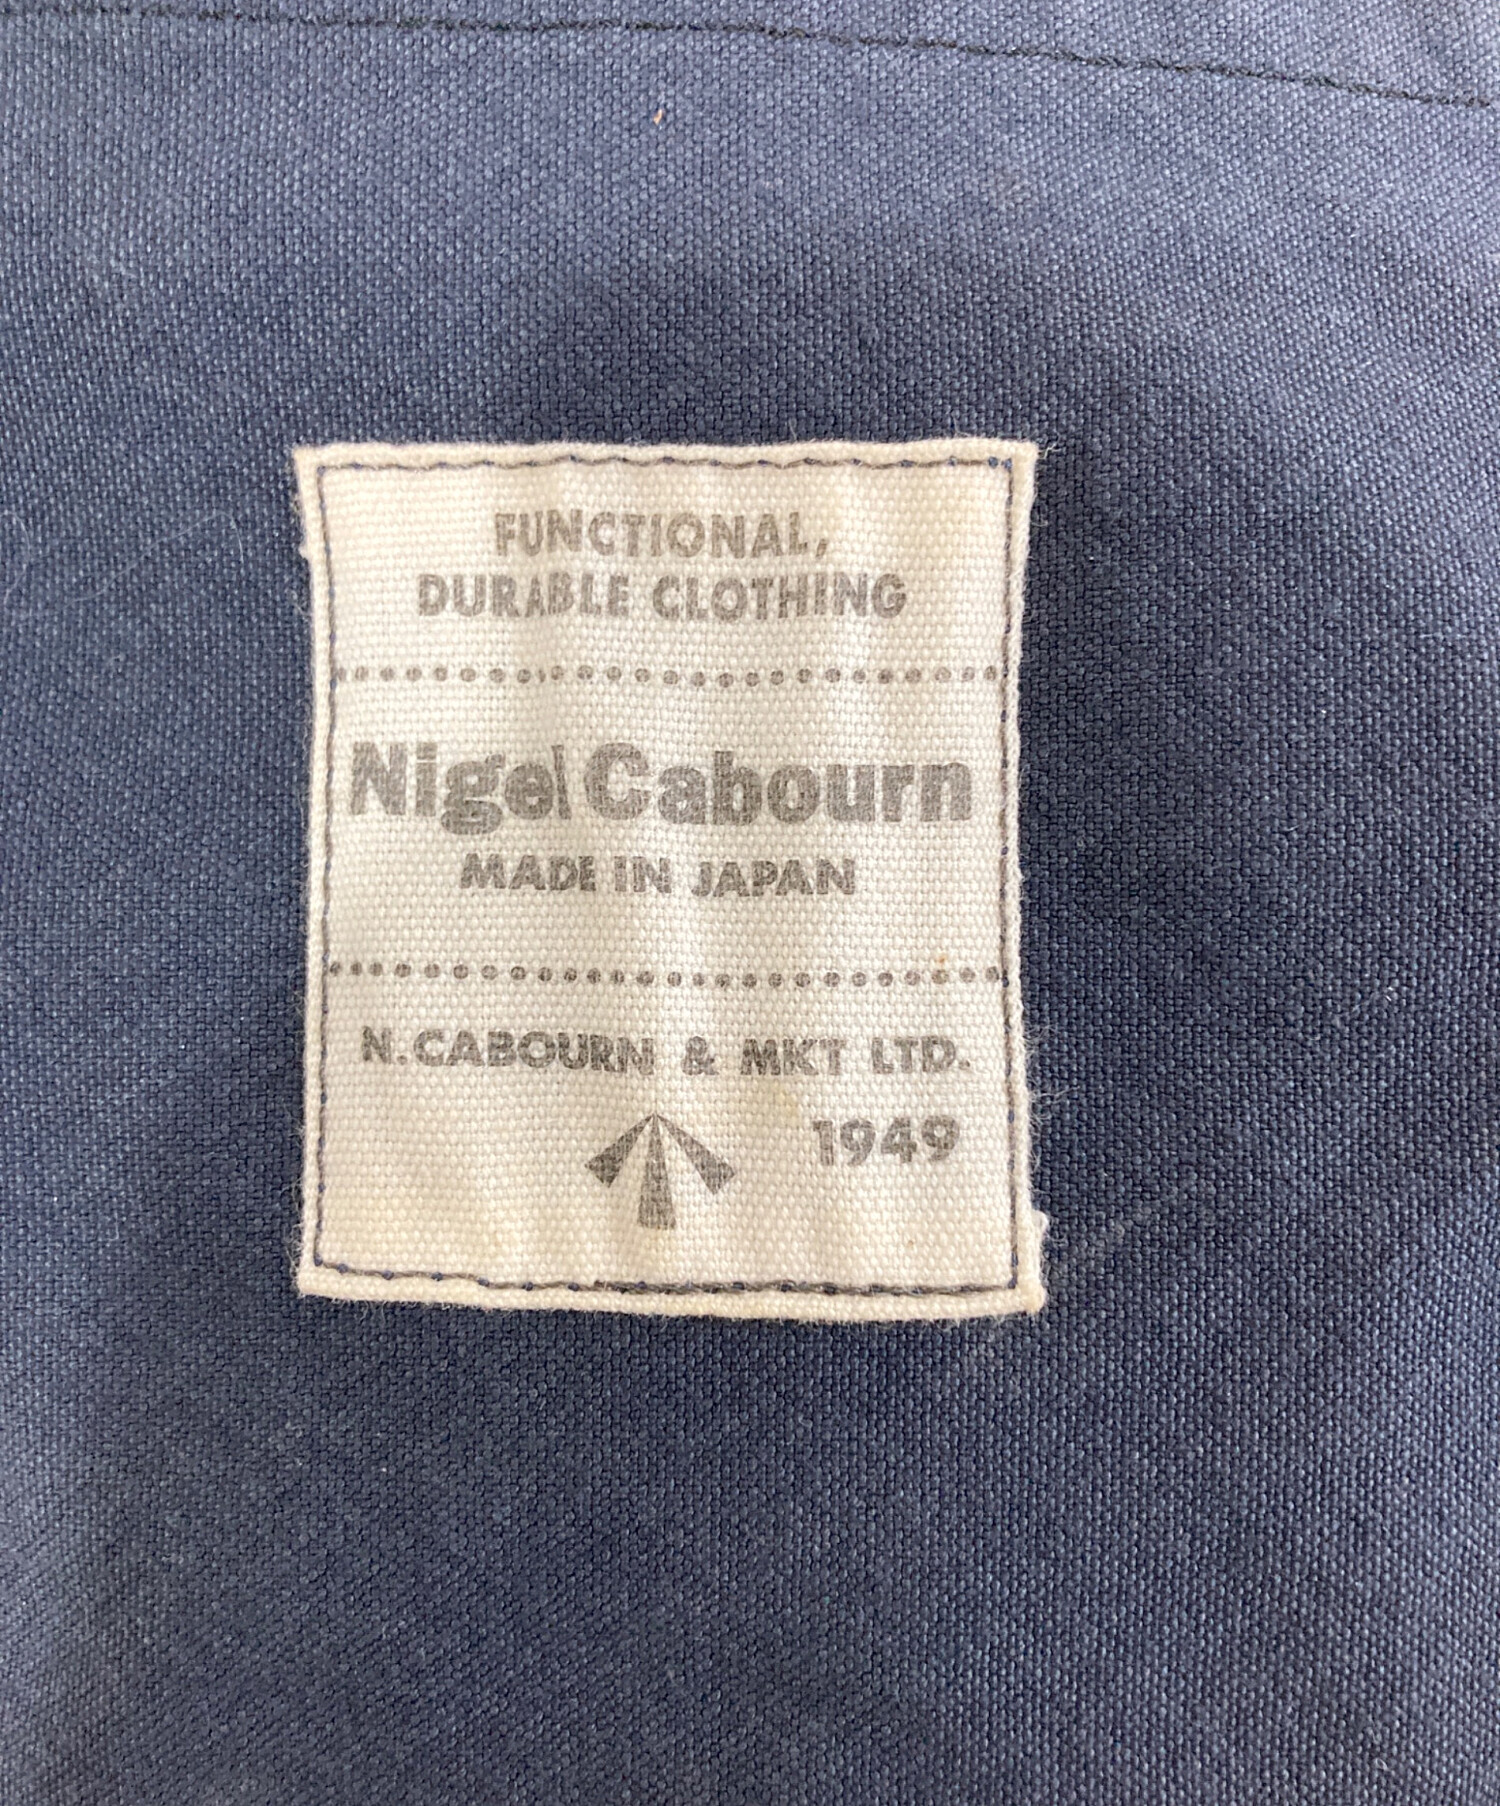 FUNCTIONAL,
DURABLE CLOTHING
Nigel Cabourn
MADE IN JAPAN
N.CABOURN & MKT LTD.
1949